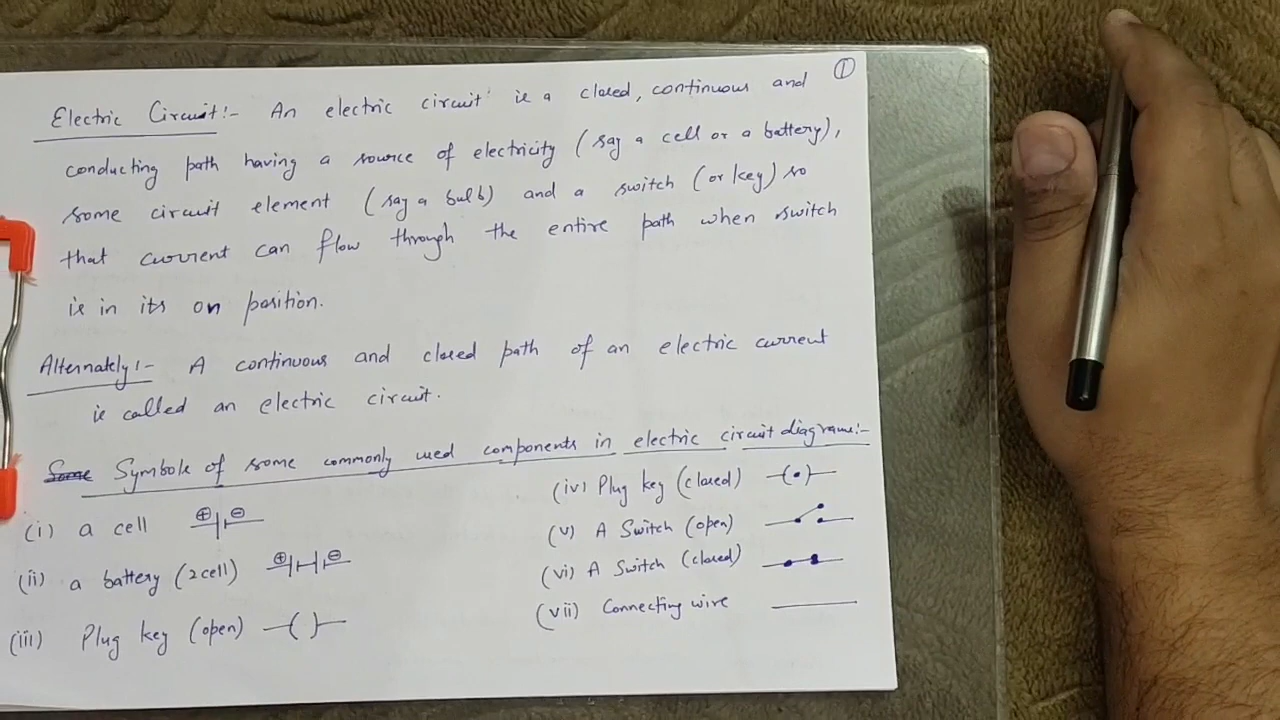 ①
Electric Circuit:- An electric circuit is a closed, continuous and
conducting path having a source of electricity (say a cell or a battery),
some circuit element (say a bulb) and a switch (or key) so
that current can flow through the entire path when switch
is in its on position.
Alternately:- A continuous and closed path of an electric current
is called an electric circuit.
Some Symbols of some commonly used components in electric circuit diagrams:-
(i) a cell ⊕ ⊖
(ii) a battery (2cell) ⊕ ⊖
(iii) Plug key (open)
(iv) Plug key (closed)
(v) A Switch (open)
(vi) A Switch (closed)
(vii) Connecting wire